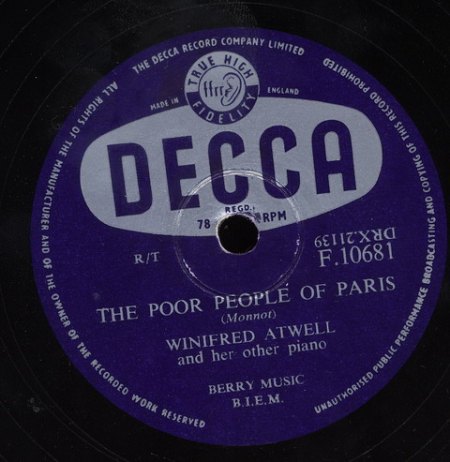 ALL RIGHTS OF THE MANUFACTURER AND OF THE OWNER OF THE RECORDED WORK RESERVED
THE DECCA RECORD COMPANY LIMITED
UNAUTHORISED PUBLIC PERFORMANCE BROADCASTING AND COPYING OF THIS RECORD PROHIBITED
TRUE HIGH
ffrr
FIDELITY
MADE IN ENGLAND
DECCA
REGD.
78 RPM
R/T
DRX.21139
F.10681
THE POOR PEOPLE OF PARIS
(Monnot)
WINIFRED ATWELL
and her other piano
BERRY MUSIC
B.I.E.M.